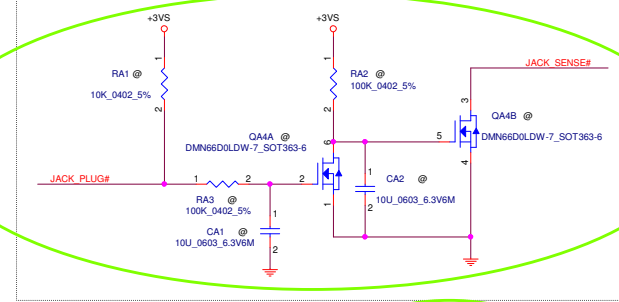 +3VS
+3VS
JACK_SENSE#
1
RA1 @
10K_0402_5%
2
1
RA2 @
100K_0402_5%
2
3
QA4B @
DMN66D0LDW-7_SOT363-6
5
4
QA4A @
DMN66D0LDW-7_SOT363-6
6
2
1
JACK_PLUG#
1
2
RA3 @
100K_0402_5%
1
CA1 @
10U_0603_6.3V6M
2
1
CA2 @
10U_0603_6.3V6M
2